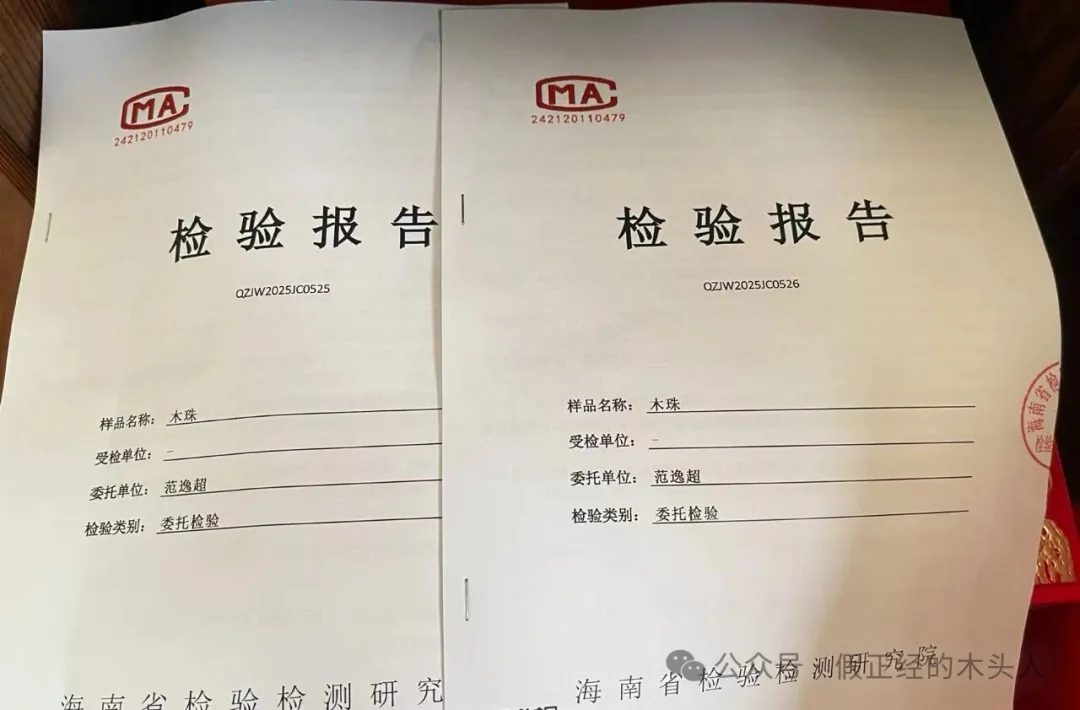 CMA
242120110479
检验报告
QZJW2025JC0525
样品名称: 木珠
受检单位: –
委托单位: 范逸超
检验类别: 委托检验
海南省检验检测研究
CMA
242120110479
检验报告
QZJW2025JC0526
样品名称: 木珠
受检单位: –
委托单位: 范逸超
检验类别: 委托检验
海南省检验检测研究院
海南省检
公众号·假正经的木头人